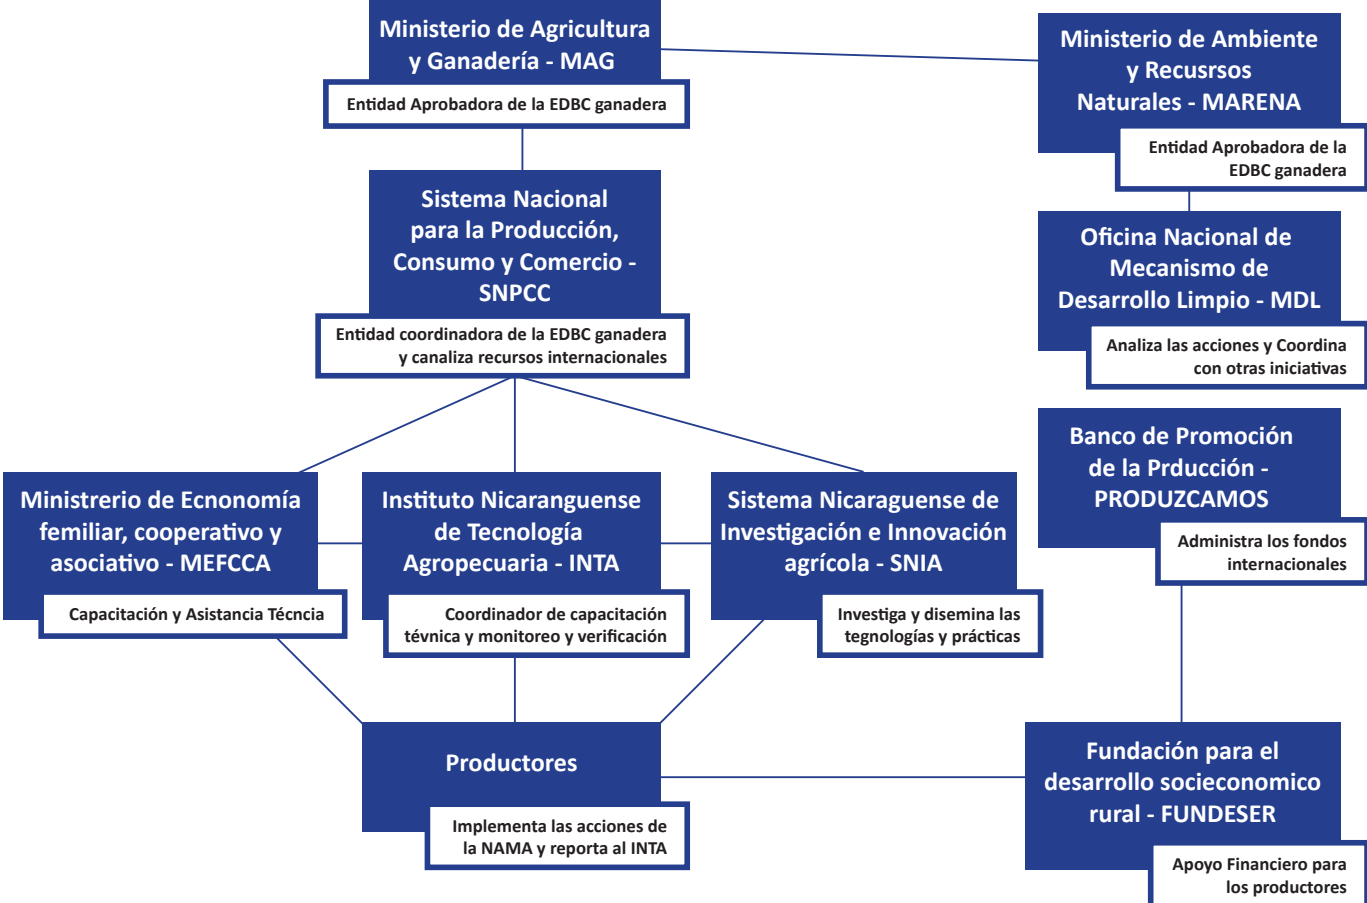 Ministerio de Agricultura
y Ganadería - MAG
Entidad Aprobadora de la EDBC ganadera
Ministerio de Ambiente
y Recusrsos
Naturales - MARENA
Entidad Aprobadora de la
EDBC ganadera
Sistema Nacional
para la Producción,
Consumo y Comercio -
SNPCC
Entidad coordinadora de la EDBC ganadera
y canaliza recursos internacionales
Oficina Nacional de
Mecanismo de
Desarrollo Limpio - MDL
Analiza las acciones y Coordina
con otras iniciativas
Banco de Promoción
de la Prducción -
PRODUZCAMOS
Administra los fondos
internacionales
Ministrerio de Ecnonomía
femiliar, cooperativo y
asociativo - MEFCCA
Capacitación y Asistancia Técncia
Instituto Nicaranguense
de Tecnología
Agropecuaria - INTA
Coordinador de capacitación
tévnica y monitoreo y verificación
Sistema Nicaraguense de
Investigación e Innovación
agrícola - SNIA
Investiga y disemina las
tegnologías y prácticas
Productores
Implementa las acciones de
la NAMA y reporta al INTA
Fundación para el
desarrollo socieconomico
rural - FUNDESER
Apoyo Financiero para
los productores